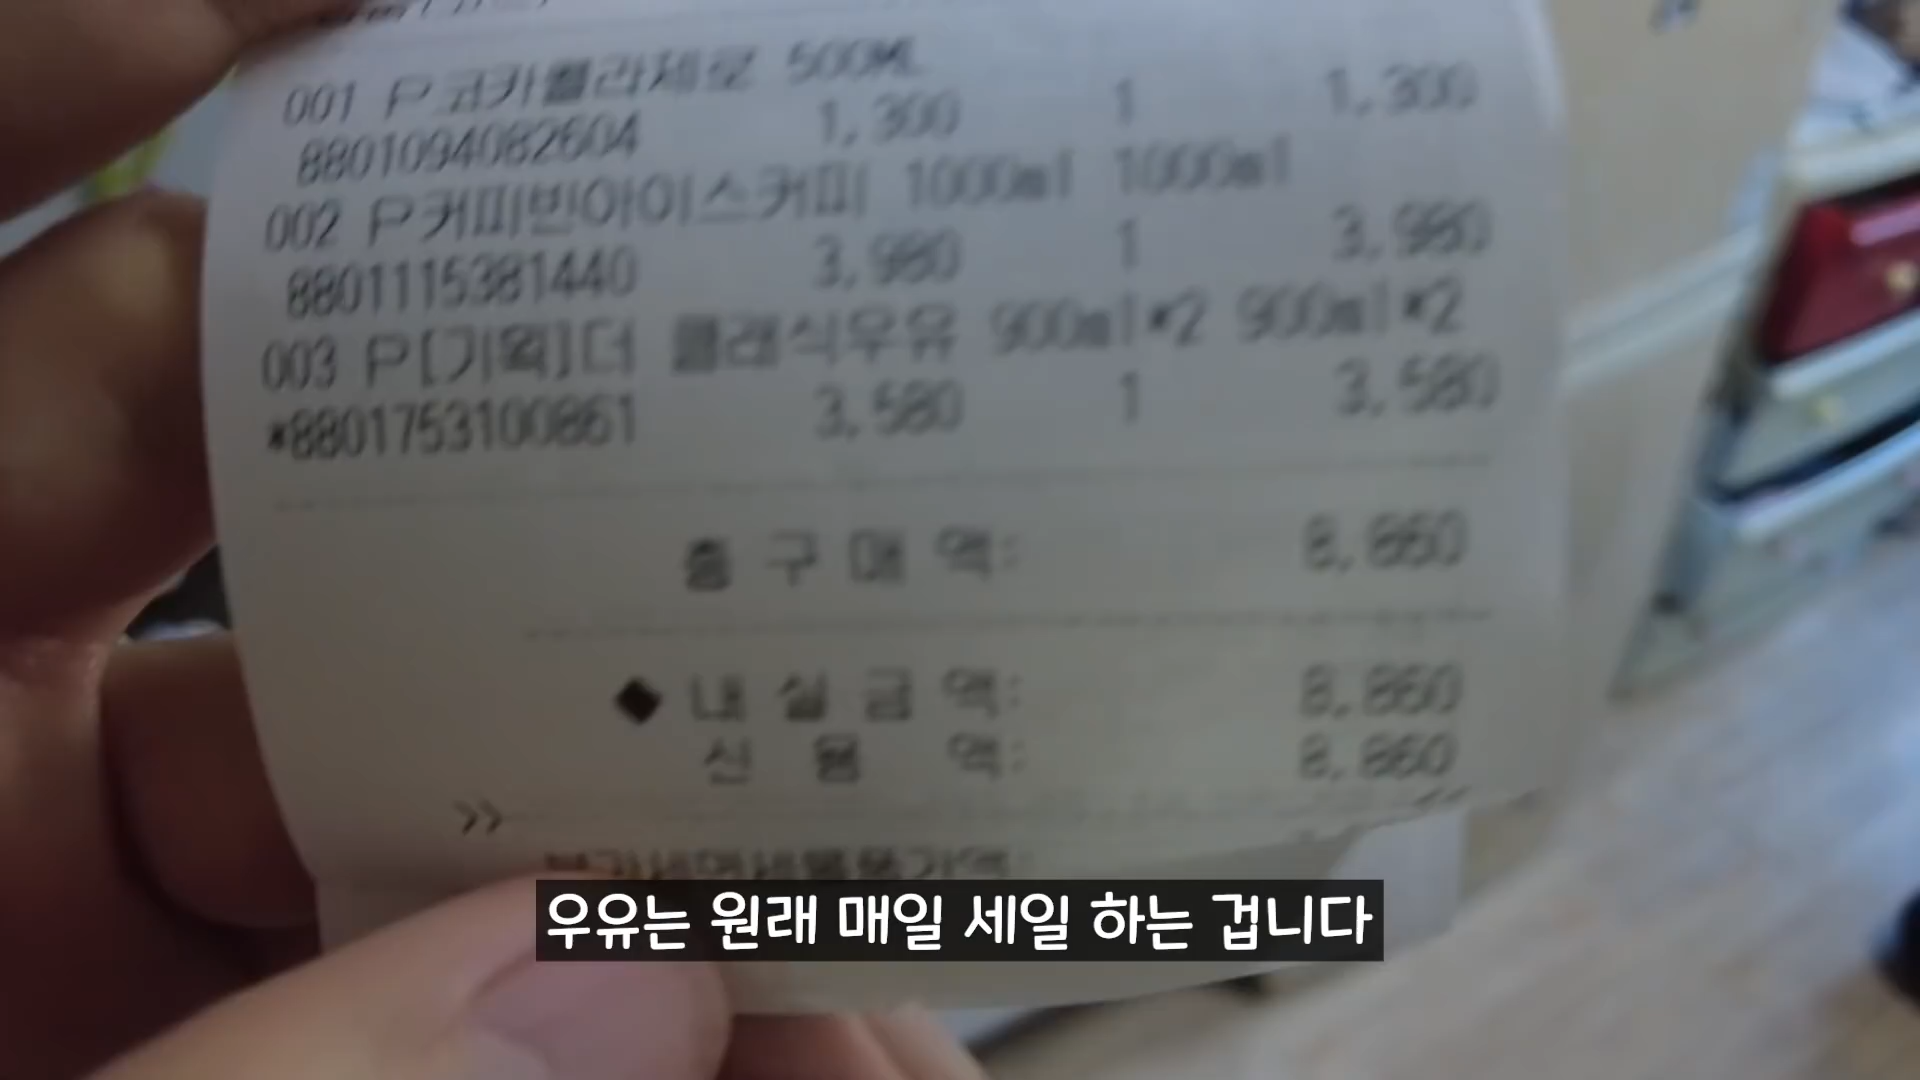 001 P 코카콜라제로 500ML
8801094082604 1,300 1 1,300
002 P 커피빈아이스커피 1000ml 1000ml
8801115381440 3,980 1 3,980
003 P[기획]더 클래식우유 900ml*2 900ml*2
*8801753100861 3,580 1 3,580
총 구 매 액: 8,860
◆ 내 실 금 액: 8,860
신 용 액: 8,860
>> <<
우유는 원래 매일 세일 하는 겁니다